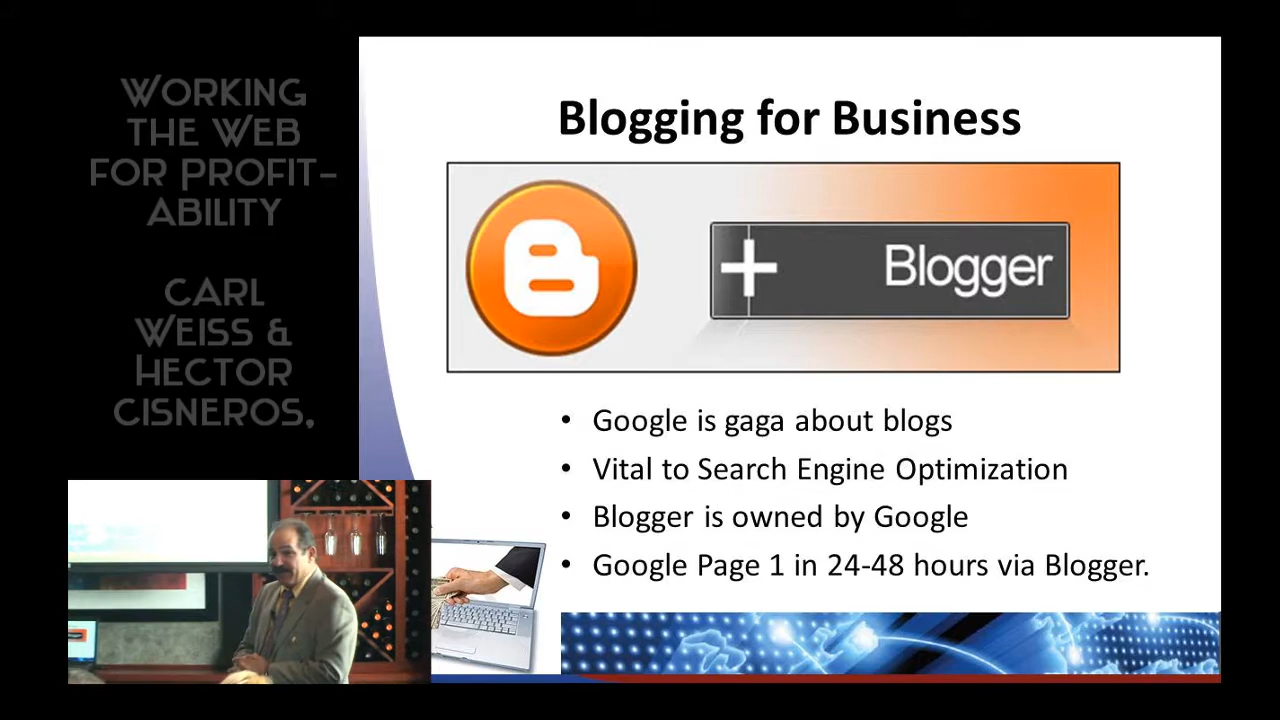 WORKING
THE WEB
FOR PROFIT-
ABILITY
CARL
WEISS &
HECTOR
CISNEROS,
Blogging for Business
B
+ Blogger
• Google is gaga about blogs
• Vital to Search Engine Optimization
• Blogger is owned by Google
• Google Page 1 in 24-48 hours via Blogger.